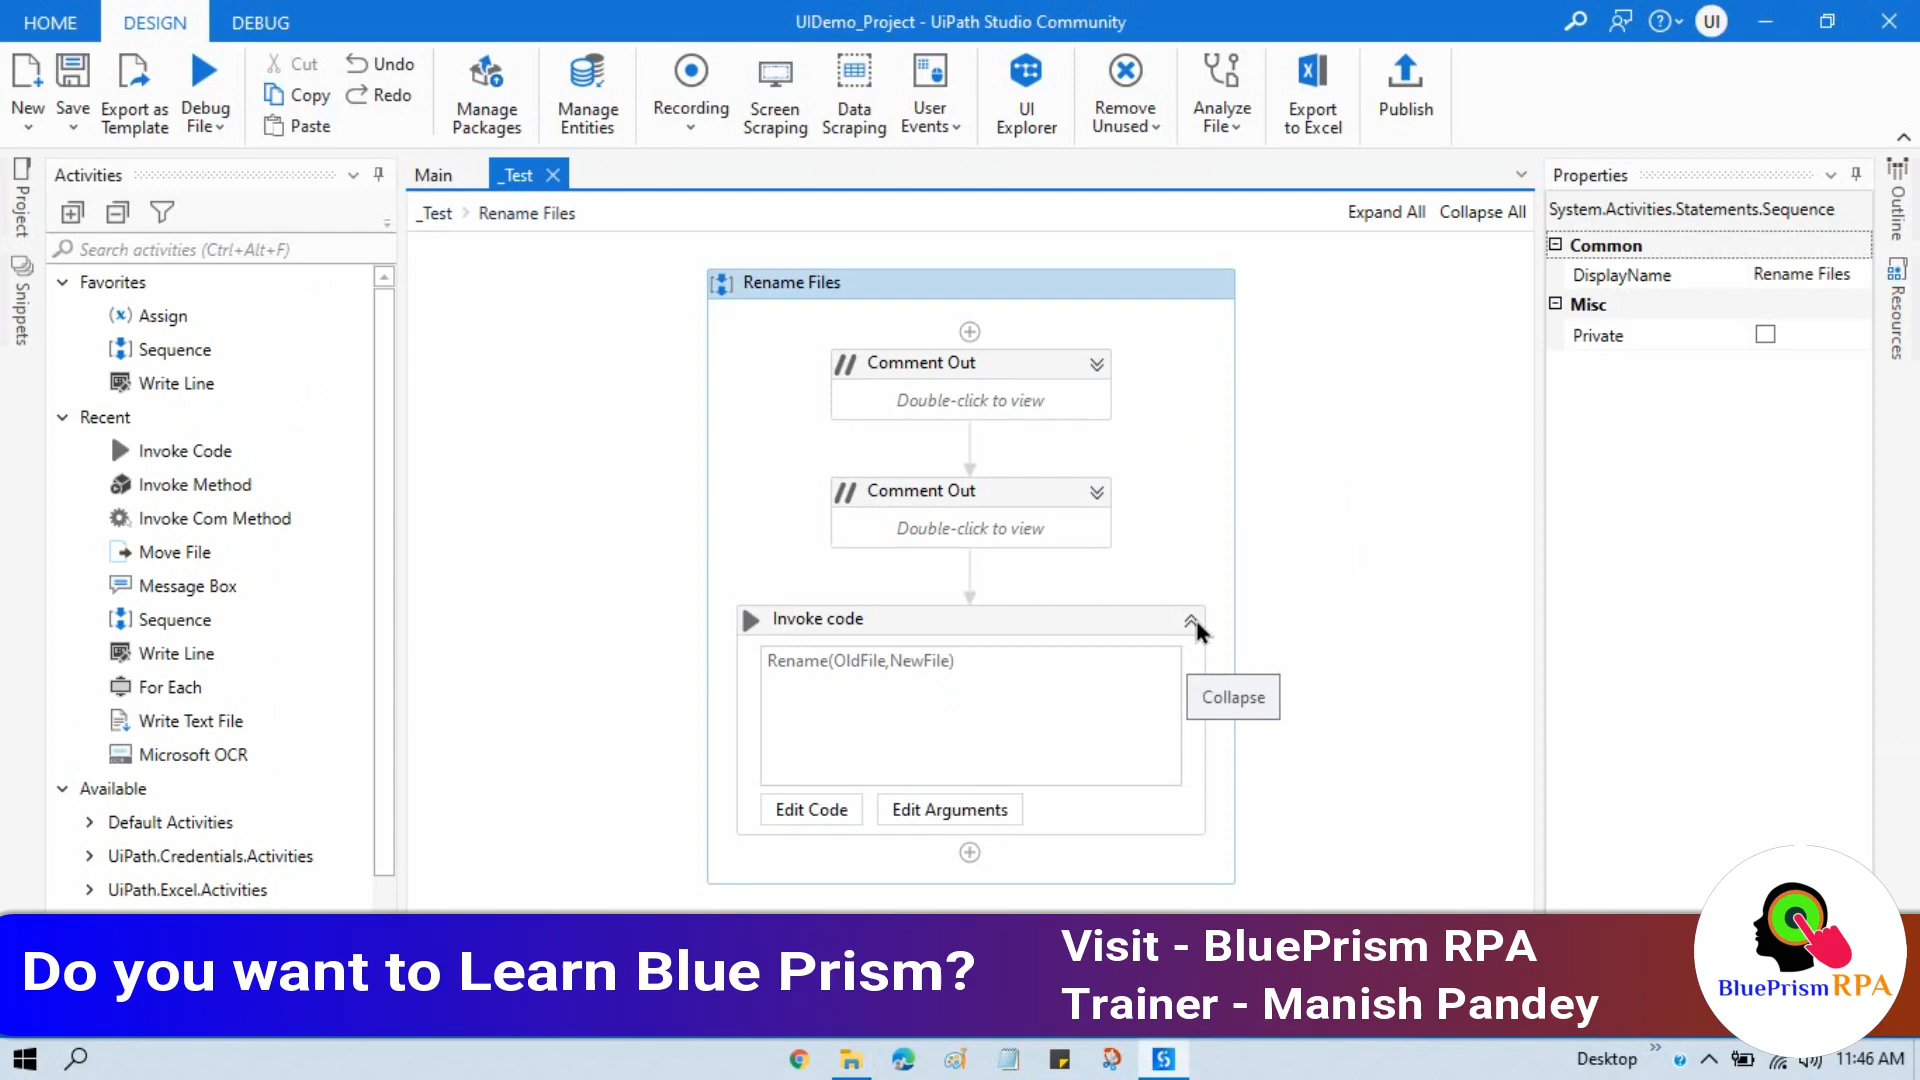 HOME DESIGN DEBUG UIDemo_Project - UiPath Studio Community UI
New
Save
Export as
Template
Debug
File
Cut
Copy
Paste
Undo
Redo
Manage
Packages
Manage
Entities
Recording
Screen
Scraping
Data
Scraping
User
Events
UI
Explorer
Remove
Unused
Analyze
File
Export
to Excel
Publish
Project
Snippets
Activities
Search activities (Ctrl+Alt+F)
Favorites
Assign
Sequence
Write Line
Recent
Invoke Code
Invoke Method
Invoke Com Method
Move File
Message Box
Sequence
Write Line
For Each
Write Text File
Microsoft OCR
Available
Default Activities
UiPath.Credentials.Activities
UiPath.Excel.Activities
Main _Test
_Test > Rename Files Expand All Collapse All
Rename Files
// Comment Out
Double-click to view
// Comment Out
Double-click to view
Invoke code
Rename(OldFile,NewFile)
Collapse
Edit Code Edit Arguments
Properties
System.Activities.Statements.Sequence
Common
DisplayName Rename Files
Misc
Private
Outline
Resources
Do you want to Learn Blue Prism?
Visit - BluePrism RPA
Trainer - Manish Pandey
BluePrism RPA
Desktop 11:46 AM